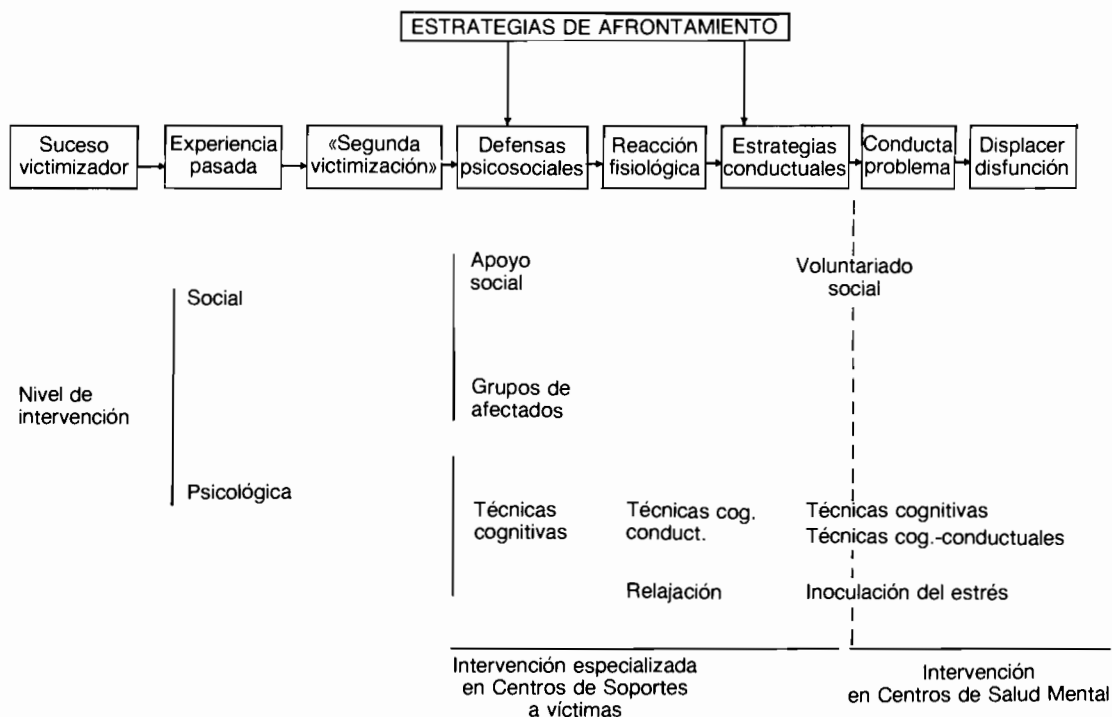 ESTRATEGIAS DE AFRONTAMIENTO
Suceso
victimizador
Experiencia
pasada
«Segunda
victimización»
Defensas
psicosociales
Reacción
fisiológica
Estrategias
conductuales
Conducta
problema
Displacer
disfunción
Nivel de
intervención
Social
Psicológica
Apoyo
social
Grupos de
afectados
Voluntariado
social
Técnicas
cognitivas
Técnicas cog.
conduct.
Relajación
Técnicas cognitivas
Técnicas cog.-conductuales
Inoculación del estrés
Intervención especializada
en Centros de Soportes
a víctimas
Intervención
en Centros de Salud Mental